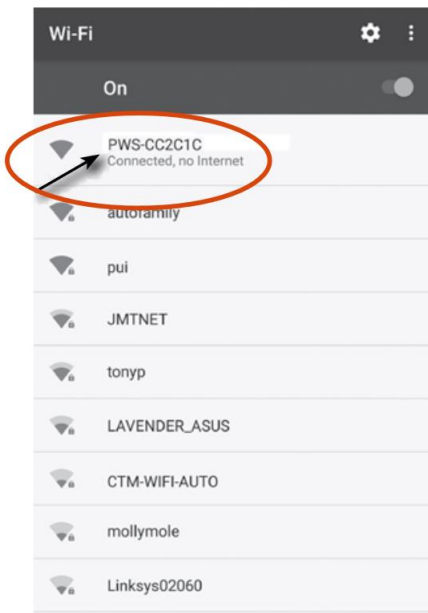 Wi-Fi
On
PWS-CC2C1C
Connected, no Internet
autofamily
pui
JMTNET
tonyp
LAVENDER_ASUS
CTM-WIFI-AUTO
mollymole
Linksys02060